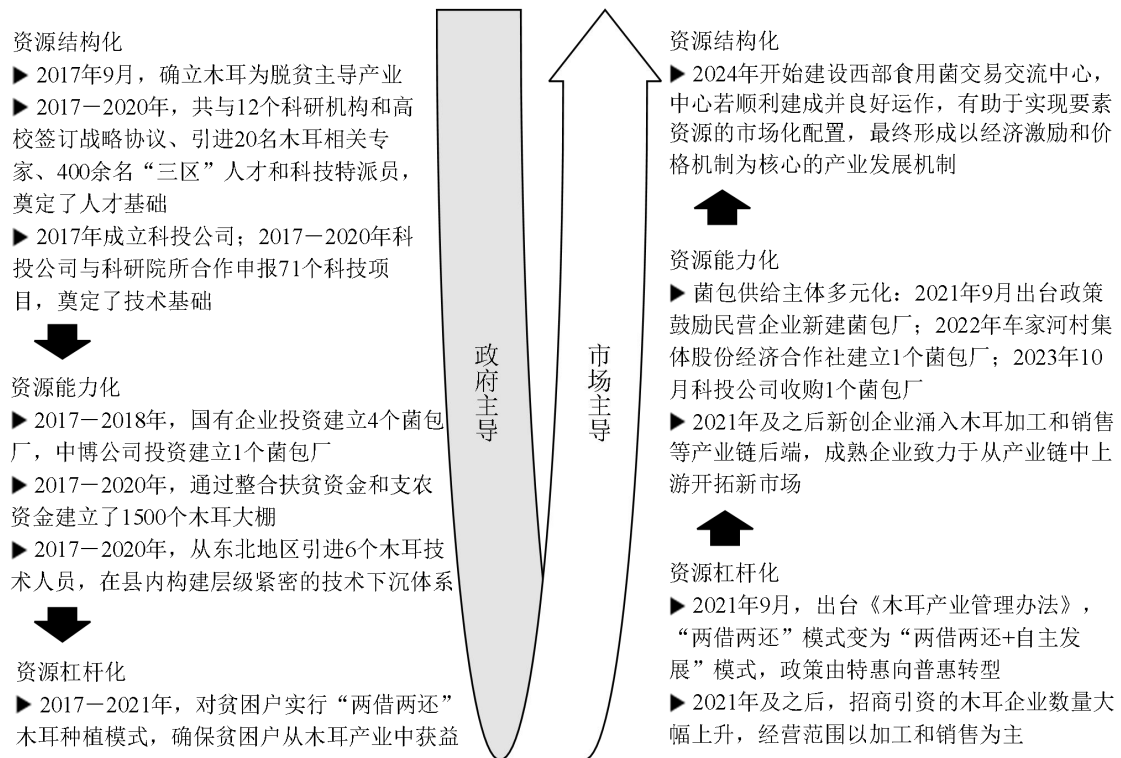 资源结构化
▶ 2017年9月，确立木耳为脱贫主导产业
▶ 2017－2020年，共与12个科研机构和高
校签订战略协议、引进20名木耳相关专
家、400余名“三区”人才和科技特派员，
奠定了人才基础
▶ 2017年成立科投公司；2017－2020年科
投公司与科研院所合作申报71个科技项
目，奠定了技术基础
资源能力化
▶ 2017－2018年，国有企业投资建立4个菌包
厂，中博公司投资建立1个菌包厂
▶ 2017－2020年，通过整合扶贫资金和支农
资金建立了1500个木耳大棚
▶ 2017－2020年，从东北地区引进6个木耳技
术人员，在县内构建层级紧密的技术下沉体系
资源杠杆化
▶ 2017－2021年，对贫困户实行“两借两还”
木耳种植模式，确保贫困户从木耳产业中获益
政府主导
市场主导
资源结构化
▶ 2024年开始建设西部食用菌交易交流中心，
中心若顺利建成并良好运作，有助于实现要素
资源的市场化配置，最终形成以经济激励和价
格机制为核心的产业发展机制
资源能力化
▶ 菌包供给主体多元化：2021年9月出台政策
鼓励民营企业新建菌包厂；2022年车家河村集
体股份经济合作社建立1个菌包厂；2023年10
月科投公司收购1个菌包厂
▶ 2021年及之后新创企业涌入木耳加工和销售
等产业链后端，成熟企业致力于从产业链中上
游开拓新市场
资源杠杆化
▶ 2021年9月，出台《木耳产业管理办法》，
“两借两还”模式变为“两借两还+自主发
展”模式，政策由特惠向普惠转型
▶ 2021年及之后，招商引资的木耳企业数量大
幅上升，经营范围以加工和销售为主